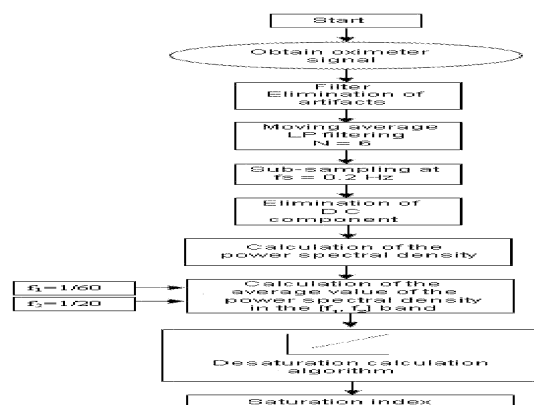 Start
Obtain oximeter
signal
Filter
Elimination of
artifacts
Moving average
LP filtering
N = 6
Sub-sampling at
fs = 0.2 Hz
Elimination of
DC
component
Calculation of the
power spectral density
f₁=1/60
f₂=1/20
Calculation of the
average value of the
power spectral density
in the [f₁, f₂] band
Desaturation calculation
algorithm
Saturation index